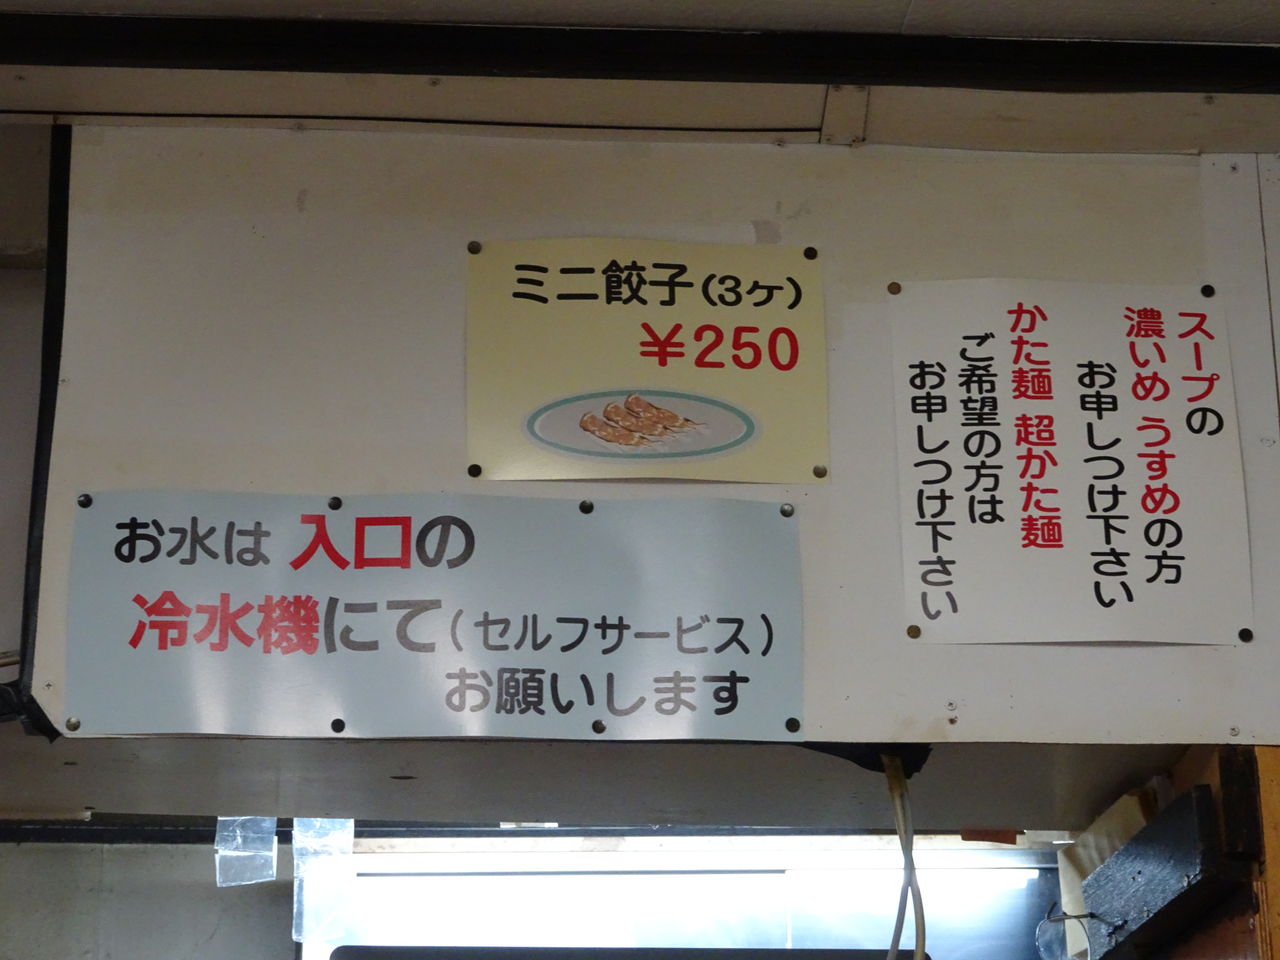 ミニ餃子(3ケ)
¥250
スープの
濃いめ うすめの方
お申しつけ下さい
かた麺 超かた麺
ご希望の方は
お申しつけ下さい
お水は 入口の
冷水機にて(セルフサービス)
お願いします